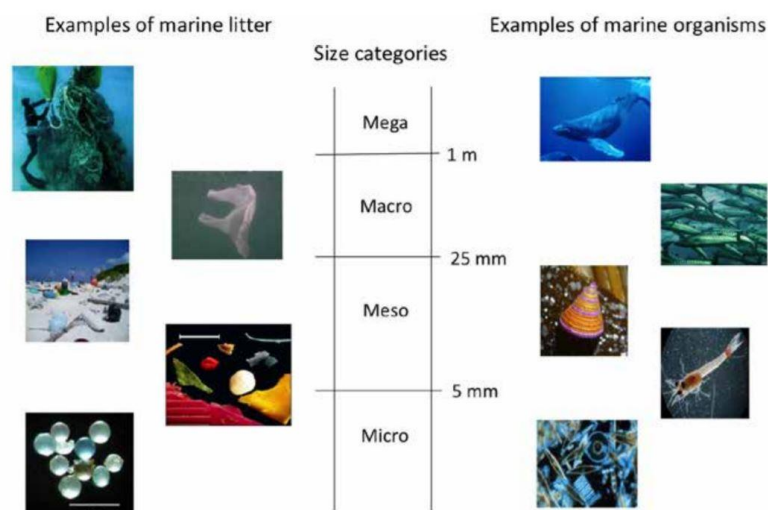 Examples of marine litter
Examples of marine organisms
Size categories
Mega
1 m
Macro
25 mm
Meso
5 mm
Micro